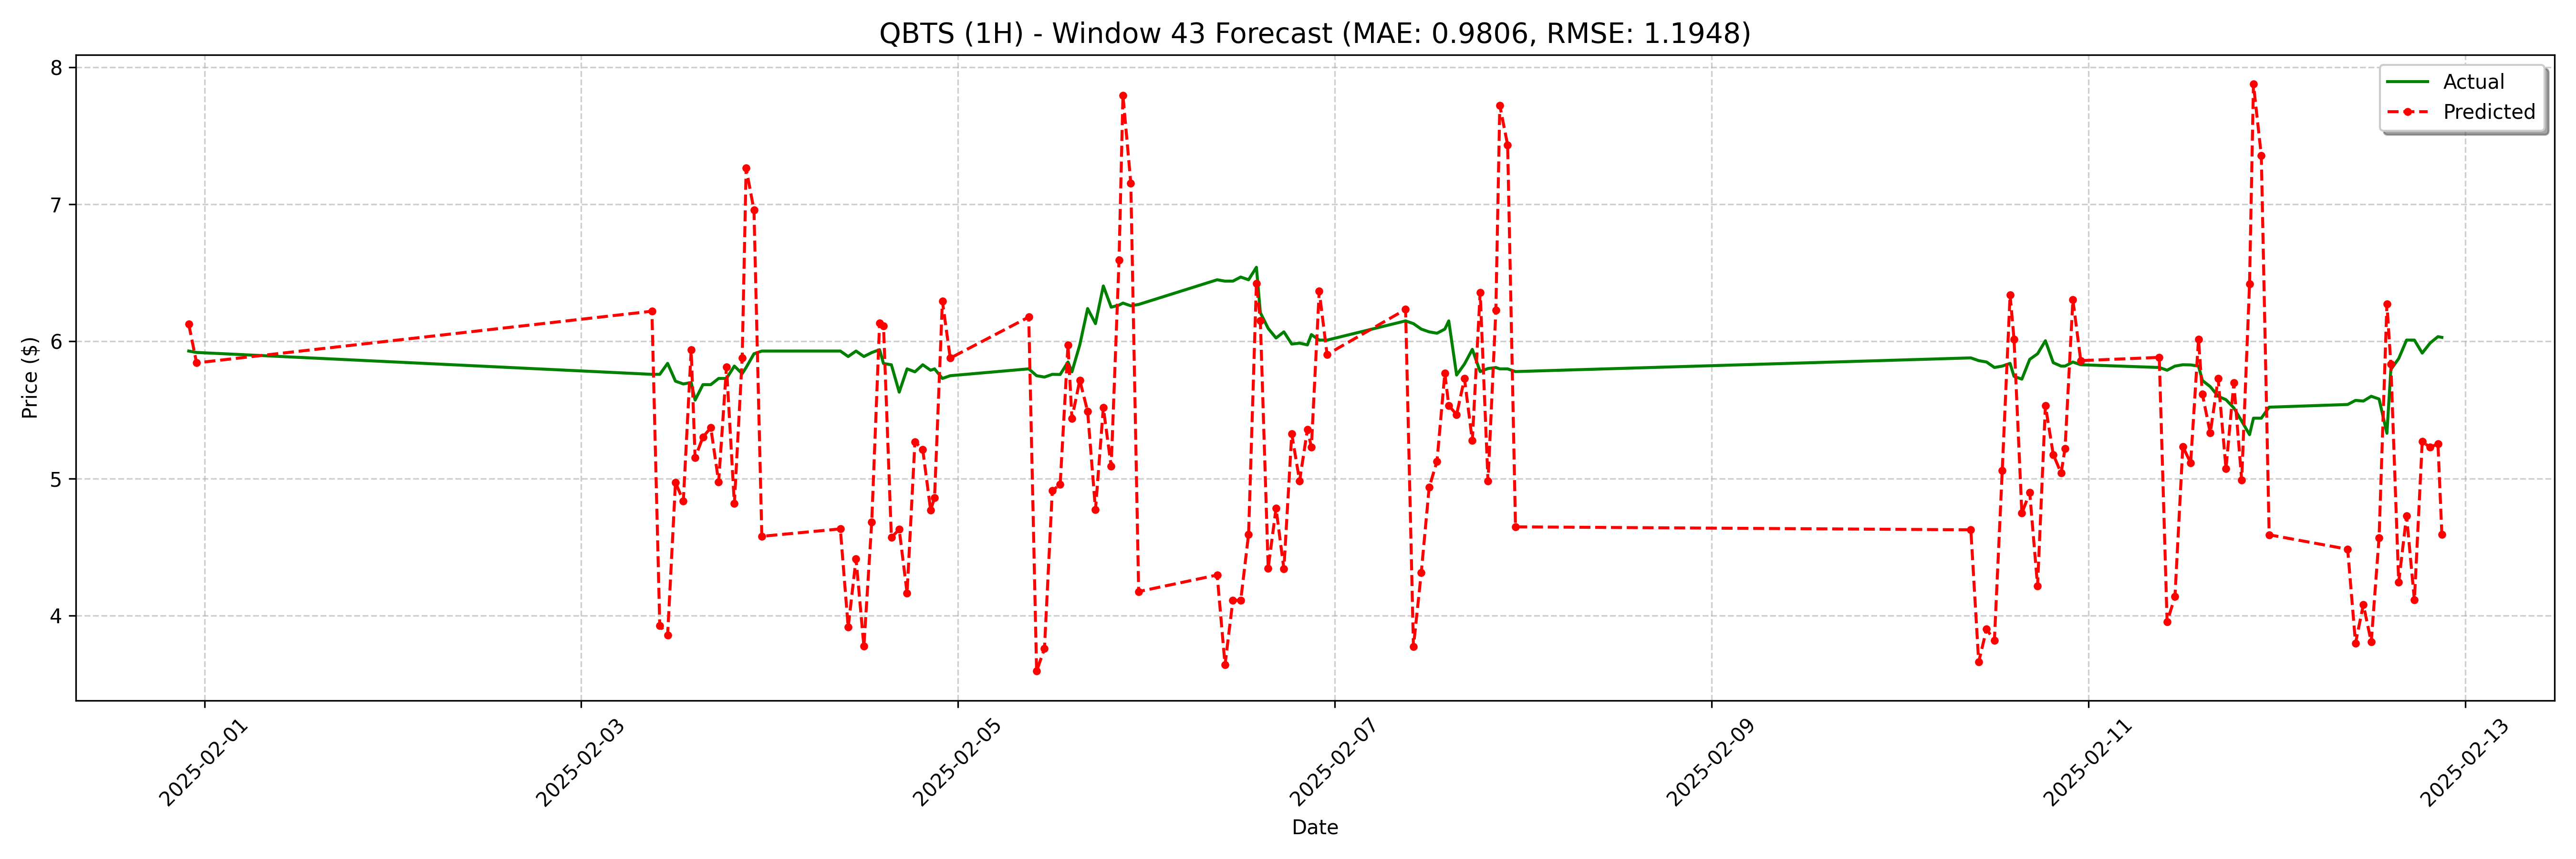 QBTS (1H) - Window 43 Forecast (MAE: 0.9806, RMSE: 1.1948)
Actual
Predicted
Price ($)
8
7
6
5
4
2025-02-01
2025-02-03
2025-02-05
2025-02-07
2025-02-09
2025-02-11
2025-02-13
Date